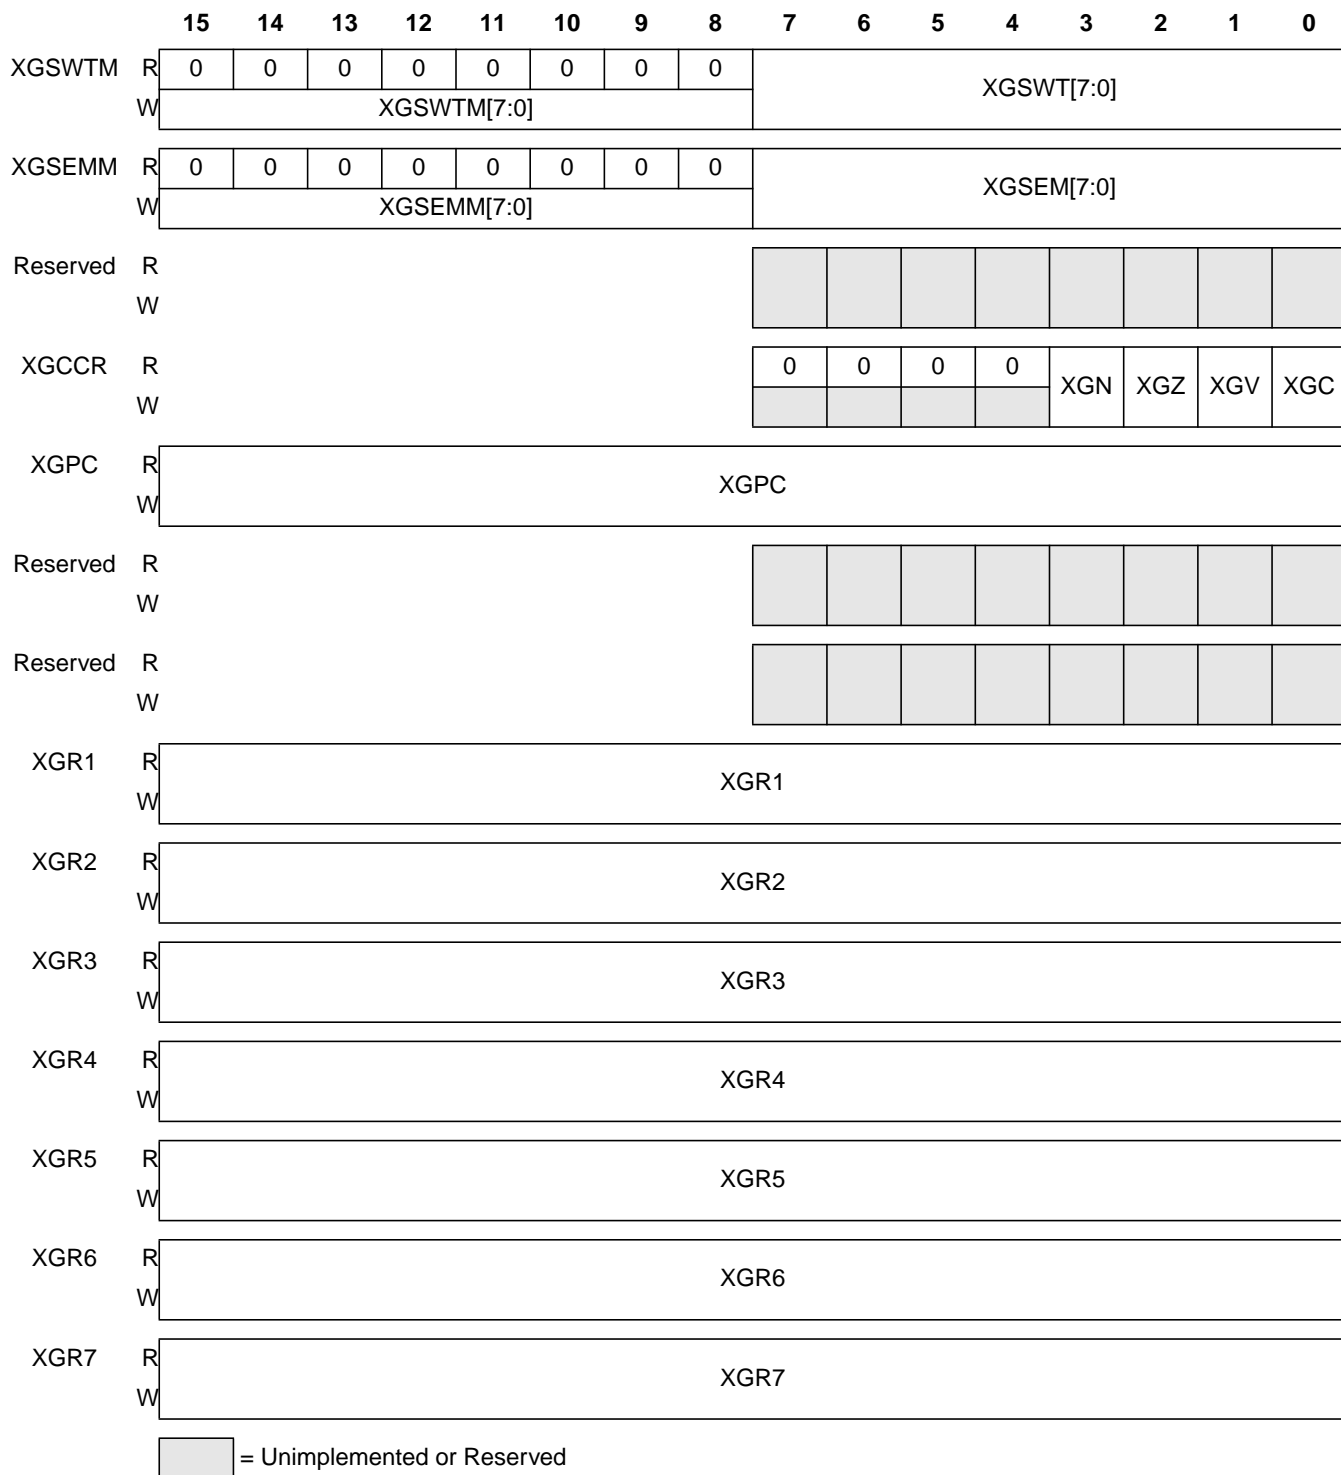 15 14 13 12 11 10 9 8 7 6 5 4 3 2 1 0
XGSWTM R 0 0 0 0 0 0 0 0 XGSWT[7:0]
W XGSWTM[7:0]
XGSEMM R 0 0 0 0 0 0 0 0 XGSEM[7:0]
W XGSEMM[7:0]
Reserved R
W
XGCCR R 0 0 0 0 XGN XGZ XGV XGC
W
XGPC R XGPC
W
Reserved R
W
Reserved R
W
XGR1 R XGR1
W
XGR2 R XGR2
W
XGR3 R XGR3
W
XGR4 R XGR4
W
XGR5 R XGR5
W
XGR6 R XGR6
W
XGR7 R XGR7
W
= Unimplemented or Reserved